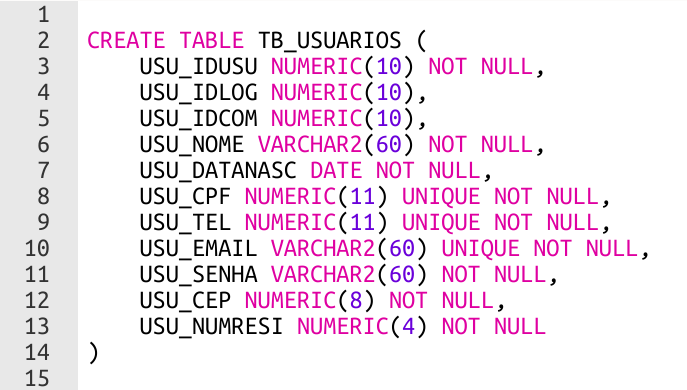 1
2 CREATE TABLE TB_USUARIOS (
3 USU_IDUSU NUMERIC(10) NOT NULL,
4 USU_IDLOG NUMERIC(10),
5 USU_IDCOM NUMERIC(10),
6 USU_NOME VARCHAR2(60) NOT NULL,
7 USU_DATANASC DATE NOT NULL,
8 USU_CPF NUMERIC(11) UNIQUE NOT NULL,
9 USU_TEL NUMERIC(11) UNIQUE NOT NULL,
10 USU_EMAIL VARCHAR2(60) UNIQUE NOT NULL,
11 USU_SENHA VARCHAR2(60) NOT NULL,
12 USU_CEP NUMERIC(8) NOT NULL,
13 USU_NUMRESI NUMERIC(4) NOT NULL
14 )
15